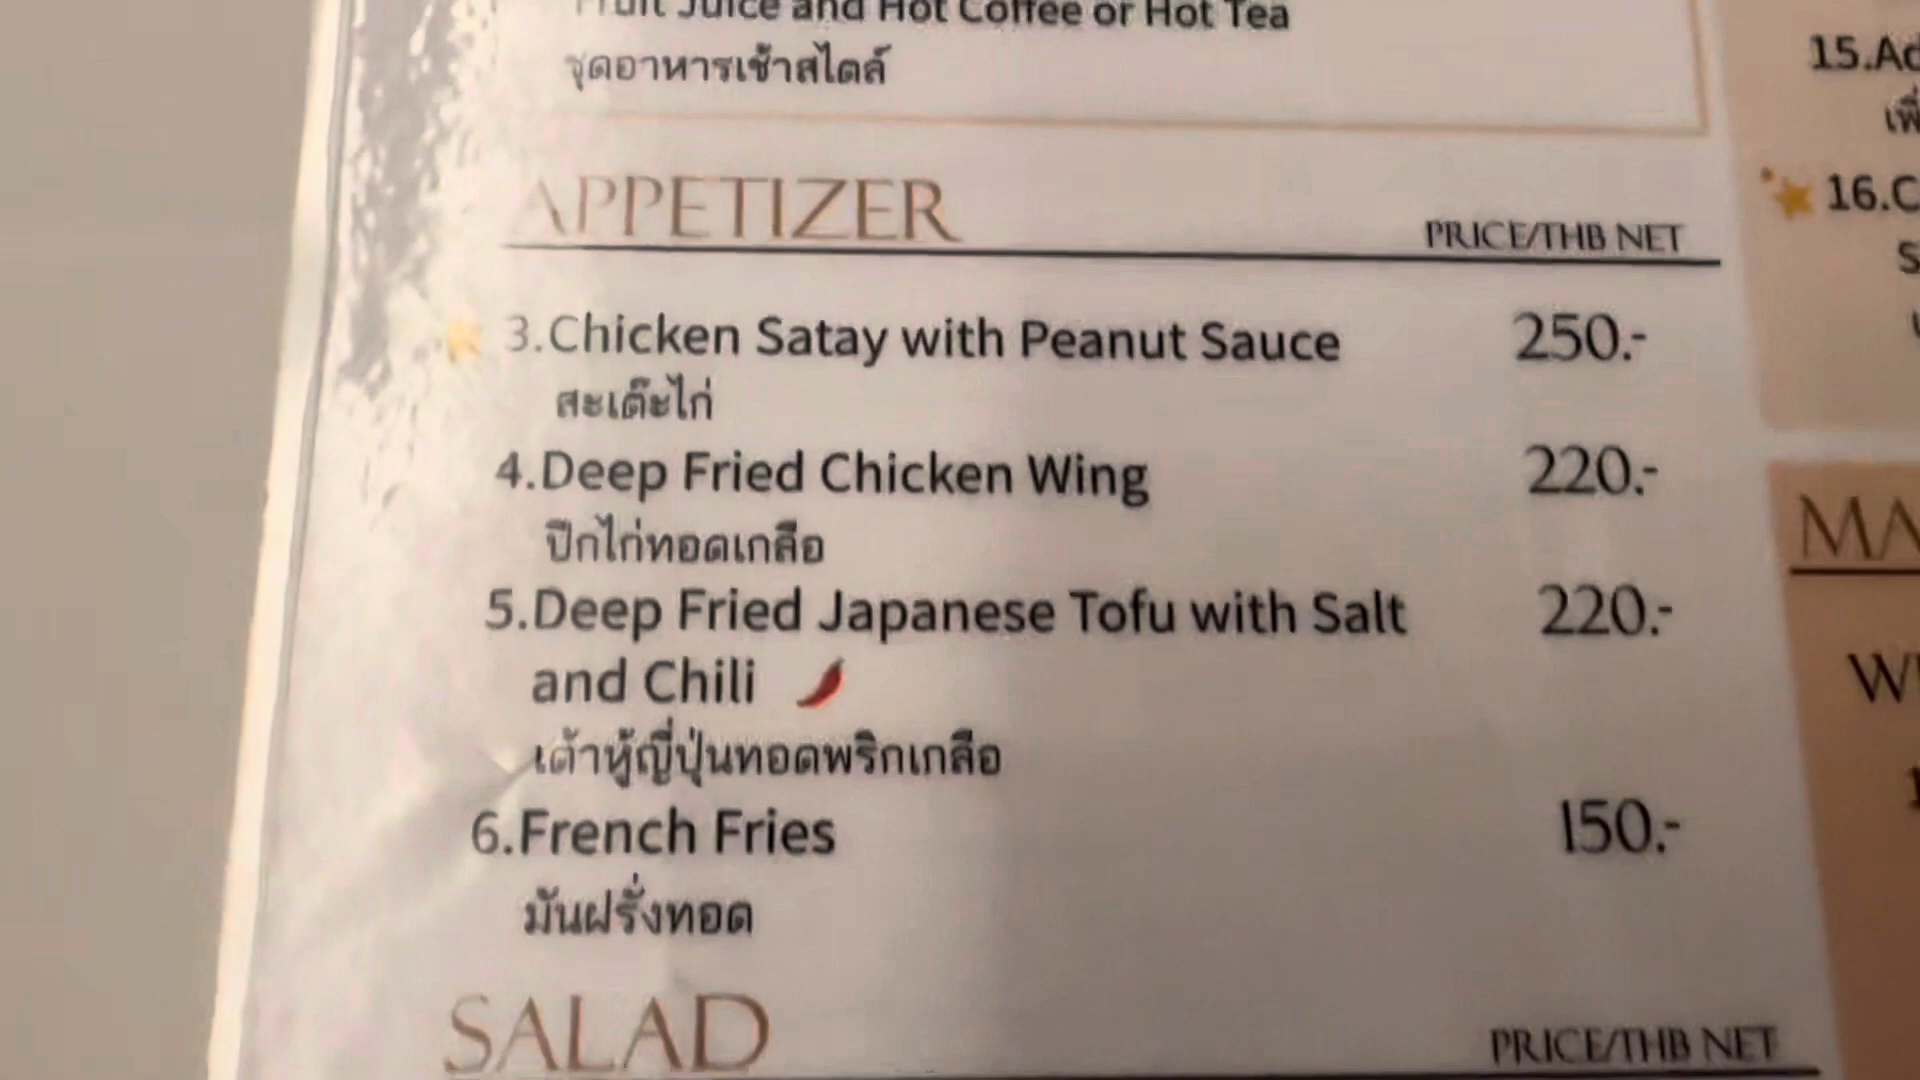 Fruit Juice and Hot Coffee or Hot Tea
ชุดอาหารเช้าสไตล์
APPETIZER
PRICE/THB NET
3.Chicken Satay with Peanut Sauce 250.-
สะเต๊ะไก่
4.Deep Fried Chicken Wing 220.-
ปีกไก่ทอดเกลือ
5.Deep Fried Japanese Tofu with Salt 220.-
and Chili
เต้าหู้ญี่ปุ่นทอดพริกเกลือ
6.French Fries 150.-
มันฝรั่งทอด
SALAD
PRICE/THB NET
15.
16.